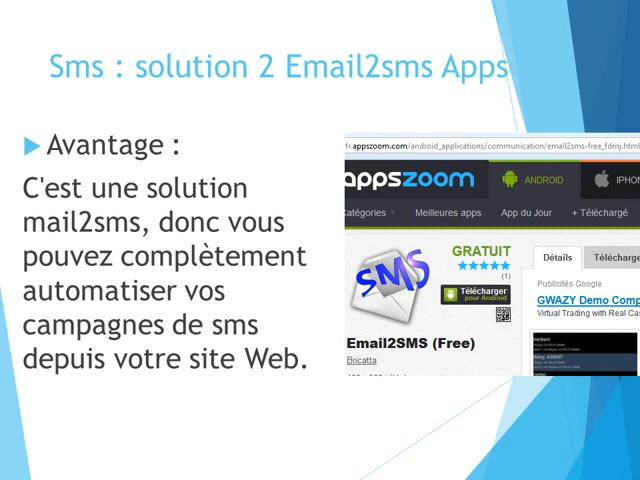 Sms : solution 2 Email2sms Apps
Avantage :
C'est une solution
mail2sms, donc vous
pouvez complètement
automatiser vos
campagnes de sms
depuis votre site Web.
fr.appszoom.com/android_applications/communication/email2sms-free_fdrnj.html
appszoom
ANDROID
IPHON
Catégories
Meilleures apps
App du Jour
+ Téléchargé
SMS
GRATUIT
(1)
Télécharger
pour Android
Email2SMS (Free)
Bricatta
Détails
Télécharge
Publicités Google
GWAZY Demo Comp
Virtual Trading with Real Cas